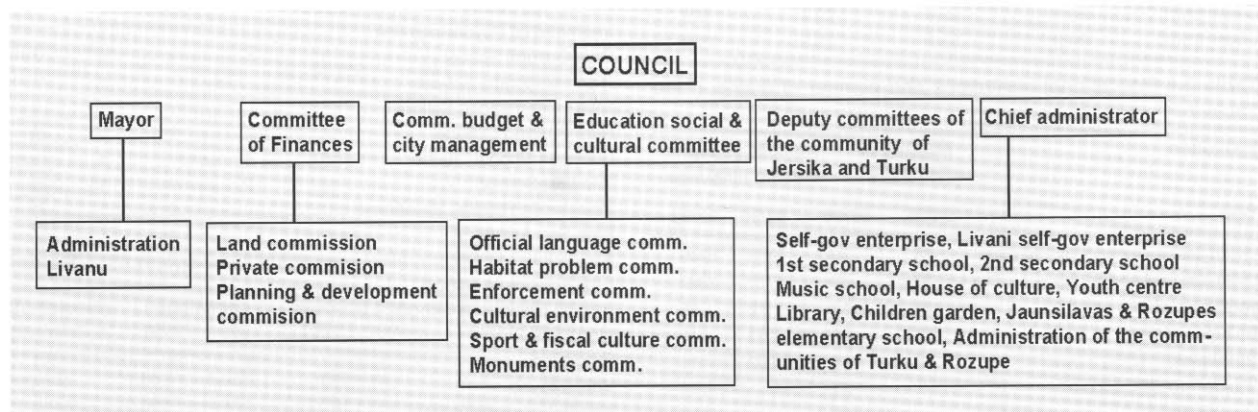 COUNCIL
Mayor
Committee
of Finances
Comm. budget &
city management
Education social &
cultural committee
Deputy committees of
the community of
Jersika and Turku
Chief administrator
Administration
Livanu
Land commission
Private commision
Planning & development
commision
Official language comm.
Habitat problem comm.
Enforcement comm.
Cultural environment comm.
Sport & fiscal culture comm.
Monuments comm.
Self-gov enterprise, Livani self-gov enterprise
1st secondary school, 2nd secondary school
Music school, House of culture, Youth centre
Library, Children garden, Jaunsilavas & Rozupes
elementary school, Administration of the comm-
unities of Turku & Rozupe